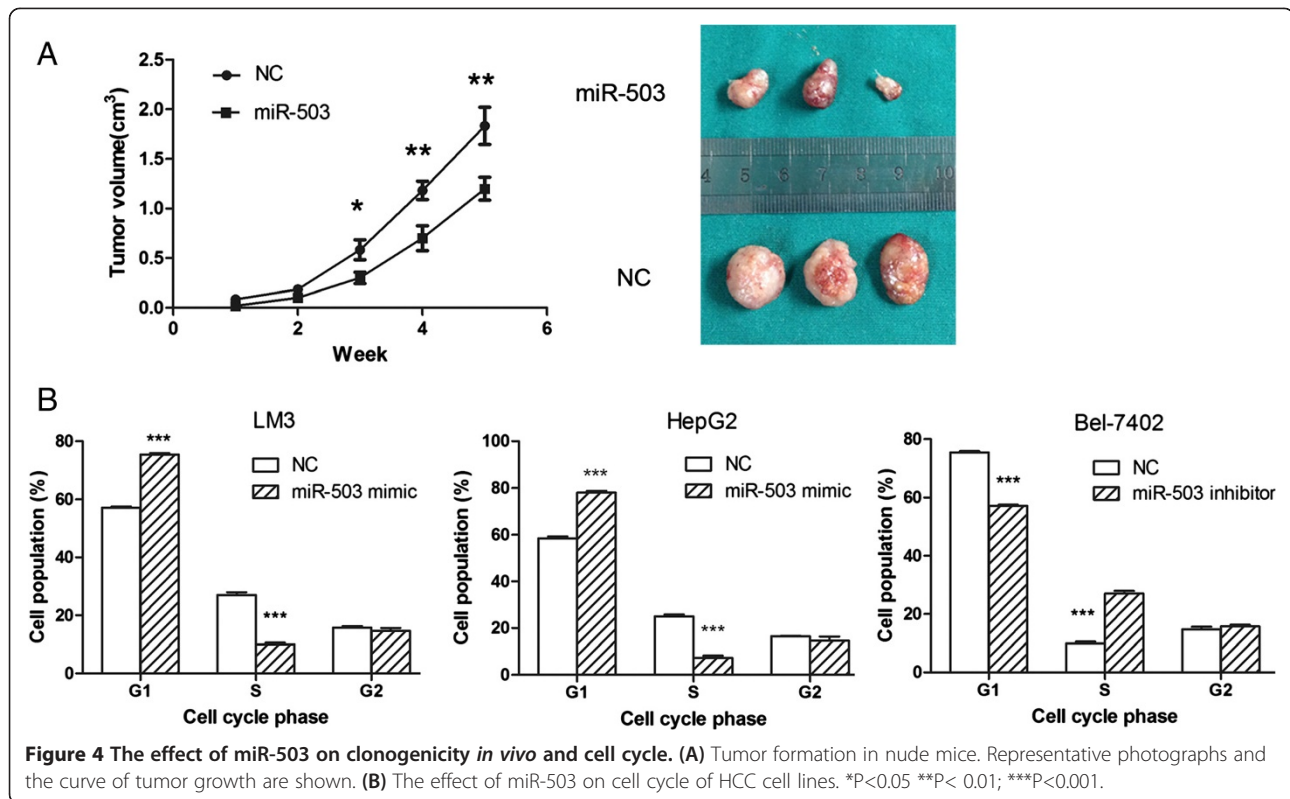 A
2.5
2.0
1.5
1.0
0.5
0.0
Tumor volume(cm³)
NC
miR-503
*
**
**
0
2
4
6
Week
miR-503
4 5 6 7 8 9 10
NC
B
LM3
80
60
40
20
0
Cell population (%)
NC
miR-503 mimic
***
***
G1
S
G2
Cell cycle phase
HepG2
100
80
60
40
20
0
Cell population (%)
NC
miR-503 mimic
***
***
G1
S
G2
Cell cycle phase
Bel-7402
80
60
40
20
0
Cell population (%)
NC
miR-503 inhibitor
***
***
G1
S
G2
Cell cycle phase
Figure 4 The effect of miR-503 on clonogenicity in vivo and cell cycle. (A) Tumor formation in nude mice. Representative photographs and
the curve of tumor growth are shown. (B) The effect of miR-503 on cell cycle of HCC cell lines. *P<0.05 **P< 0.01; ***P<0.001.